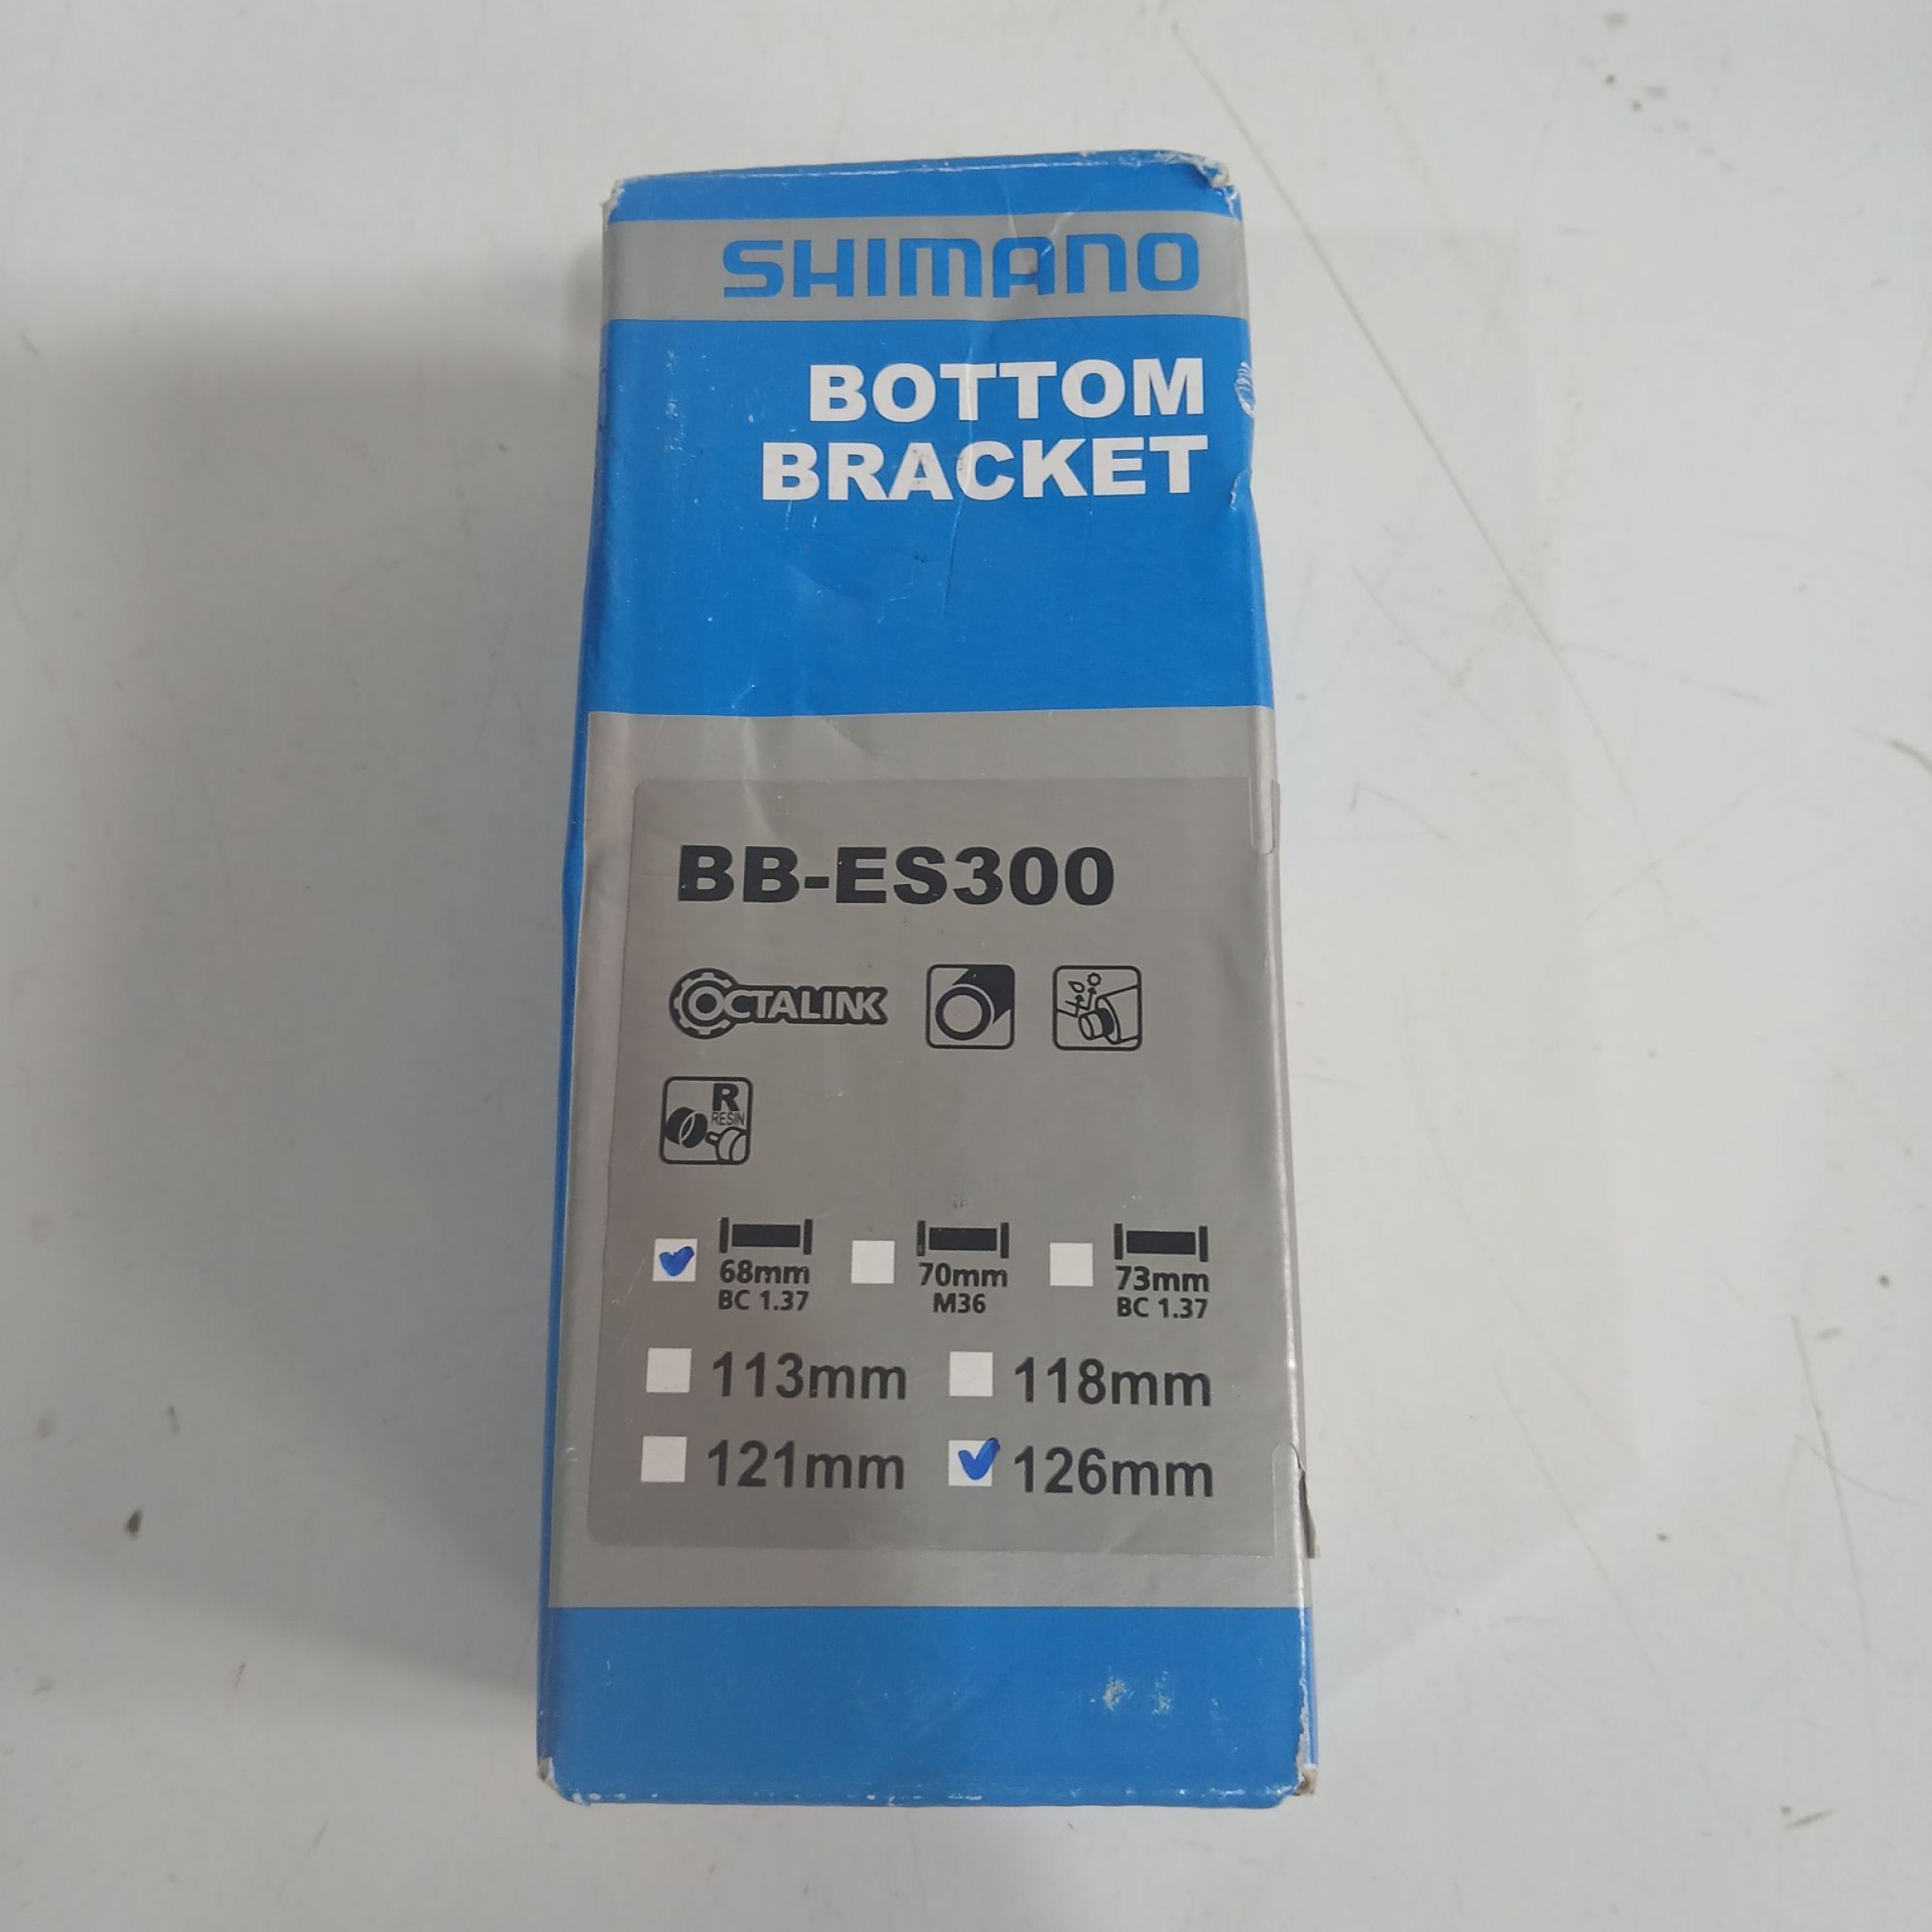 SHIMANO
BOTTOM
BRACKET
BB-ES300
OCTALINK
R
RESIN
68mm 70mm 73mm
BC 1.37 M36 BC 1.37
113mm 118mm
121mm 126mm